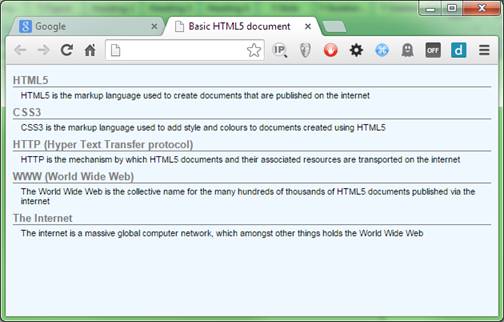 Google
Basic HTML5 document
IP
OFF
d
HTML5
HTML5 is the markup language used to create documents that are published on the internet
CSS3
CSS3 is the markup language used to add style and colours to documents created using HTML5
HTTP (Hyper Text Transfer protocol)
HTTP is the mechanism by which HTML5 documents and their associated resources are transported on the internet
WWW (World Wide Web)
The World Wide Web is the collective name for the many hundreds of thousands of HTML5 documents published via the
internet
The Internet
The internet is a massive global computer network, which amongst other things holds the World Wide Web